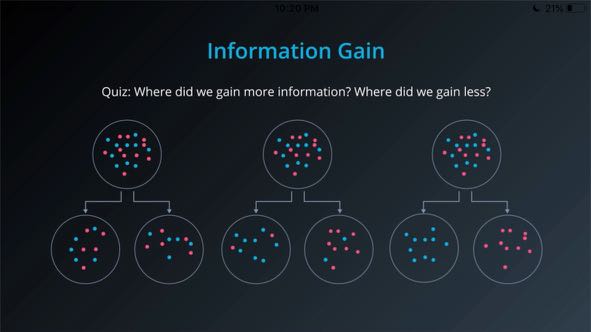 10:20 PM
21%
Information Gain
Quiz: Where did we gain more information? Where did we gain less?